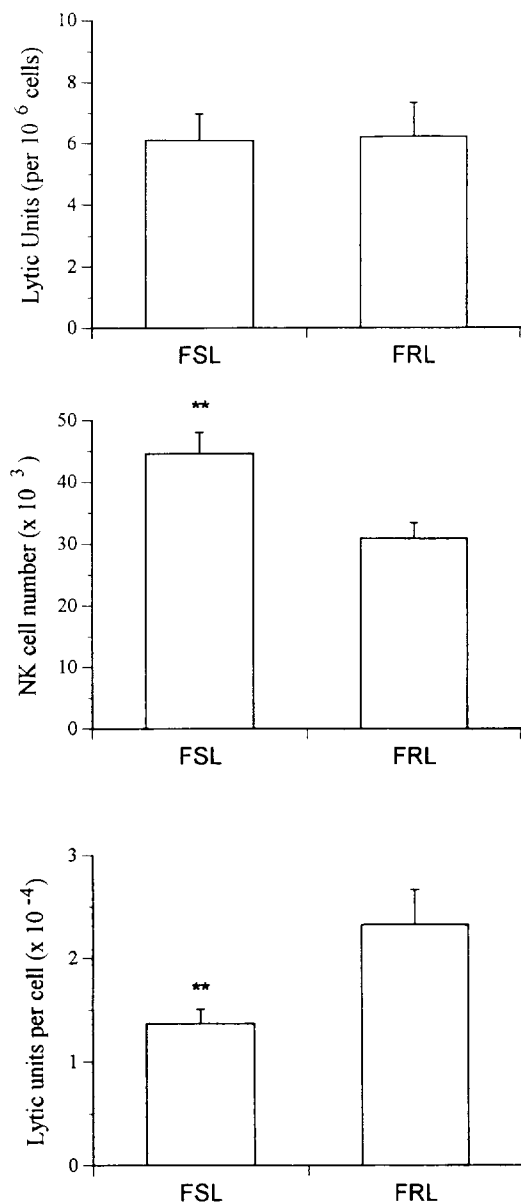 10
8
6
4
2
0
Lytic Units (per 10 6 cells)
FSL
FRL
50
40
30
20
10
0
NK cell number (x 10 3 )
**
FSL
FRL
3
2
1
0
Lytic units per cell (x 10 -4)
**
FSL
FRL